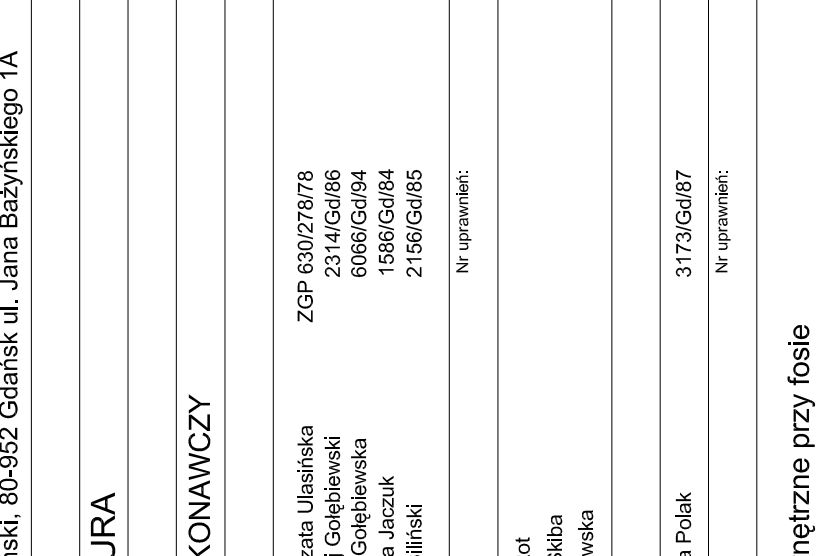 ński, 80-952 Gdańsk ul. Jana Bażyńskiego 1A
URA
KONAWCZY
zata Ulasińska ZGP 630/278/78
j Gołębiewski 2314/Gd/86
Gołębiewska 6066/Gd/94
a Jaczuk 1586/Gd/84
iliński 2156/Gd/85
Nr uprawnień:
ot
Skiba
wska
a Polak 3173/Gd/87
Nr uprawnień:
nętrzne przy fosie